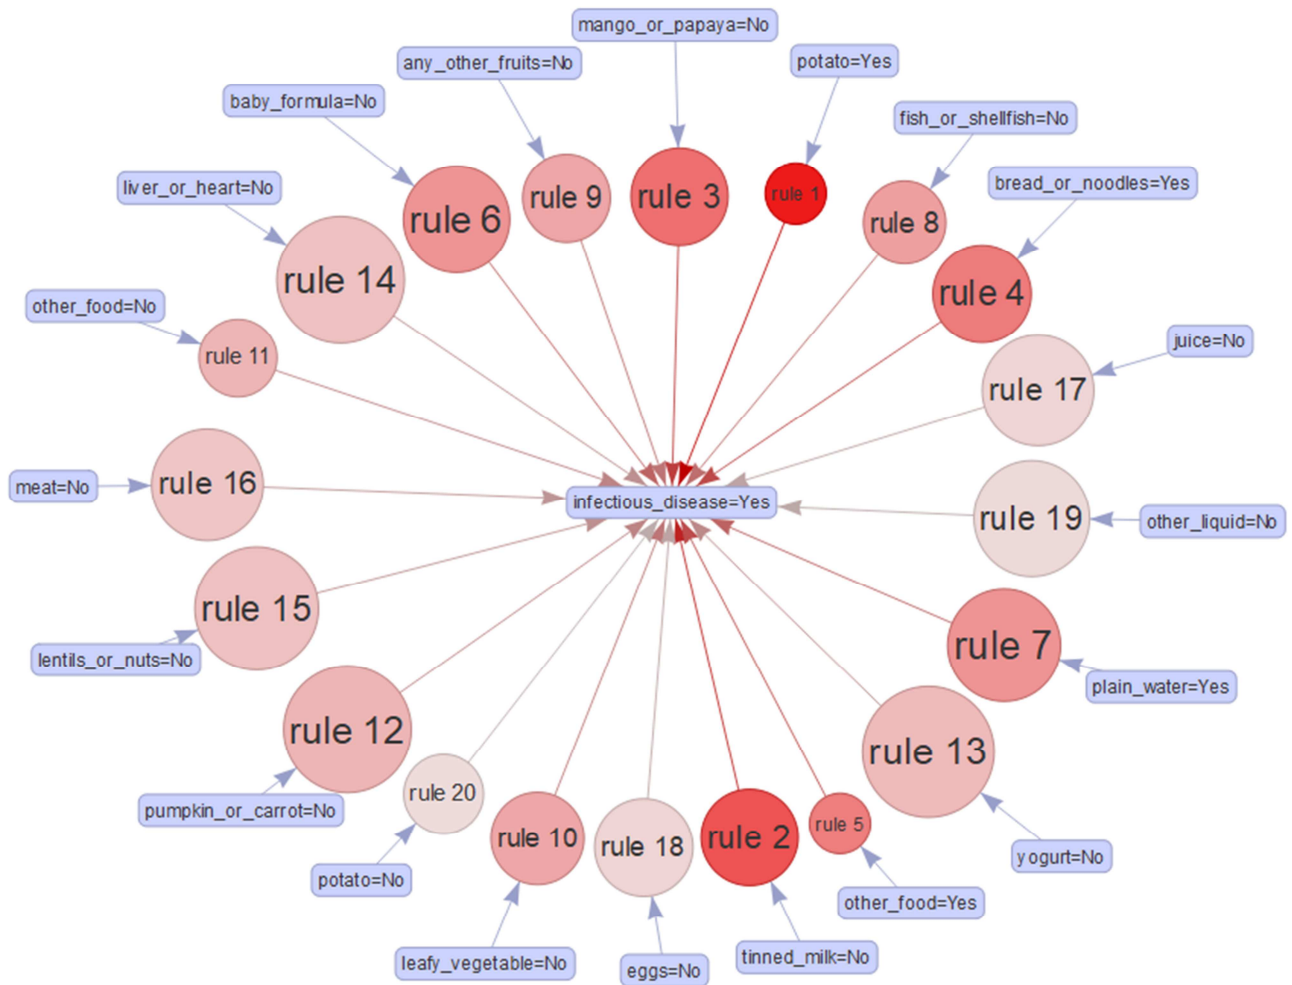 mango_or_papaya=No
any_other_fruits=No
potato=Yes
baby_formula=No
fish_or_shellfish=No
liver_or_heart=No
bread_or_noodles=Yes
rule 6
rule 9
rule 3
rule 1
rule 8
rule 14
rule 4
other_food=No
juice=No
rule 11
rule 17
meat=No
rule 16
infectious_disease=Yes
rule 19
other_liquid=No
rule 15
lentils_or_nuts=No
rule 7
plain_water=Yes
rule 12
rule 13
pumpkin_or_carrot=No
rule 20
rule 10
rule 18
rule 2
rule 5
potato=No
yogurt=No
other_food=Yes
leafy_vegetable=No
eggs=No
tinned_milk=No